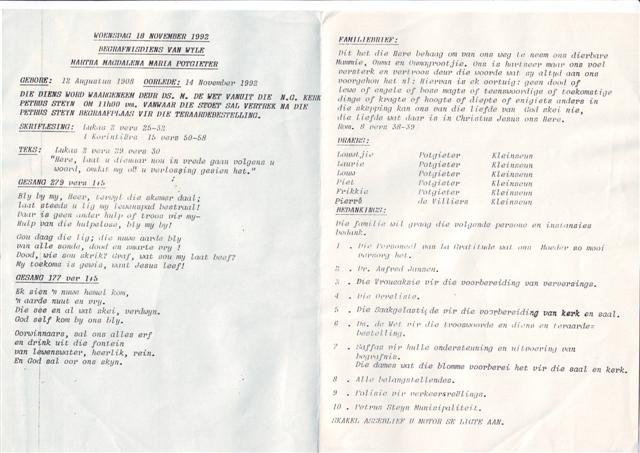 WOENSDAG 18 NOVEMBER 1992
BEGRAFNISDIENS VAN WYLE
MARTHA MAGDALENA MARIA POTGIETER
GEBORE: 12 Augustus 1908 OORLEDE: 14 November 1992
DIE DIENS WORD WAARGENEEM DEUR DS. M. DE WET VANUIT DIE N.G. KERK
PETRUS STEYN OM 11h00 vm. VANWAAR DIE STOET SAL VERTREK NA DIE
PETRUS STEYN BEGRAAFPLAAS VIR DIE TERAARDEBESTELLING.
SKRIFLESING: Lukas 2 vers 25-32
1 Korintiërs 15 vers 50-58
TEKS: Lukas 2 vers 29 vers 30
"Here, laat u dienaar nou in vrede gaan volgens u
woord, omdat my oë u verlossing gesien het."
GESANG 279 vers 1+5
Bly by my, Heer, terwyl die skemer daal;
laat steeds u lig my lewenspad bestraal!
Daar is geen ander hulp of troos vir my-
Hulp van die hulpelose, bly my by!
Gou daag die lig; die nuwe aarde bly
van alle sonde, dood en smarte vry !
Dood, wie sou skrik? Graf, wat sou my laat beef?
My toekoms is gewis, want Jesus leef!
GESANG 177 ver 1+5
Ek sien 'n nuwe hemel kom,
'n aarde nuut en vry.
Die see en al wat skei, verdwyn.
God self kom by ons bly.
Oorwinnaars, sal ons alles erf
en drink uit die fontein
van lewenswater, heerlik, rein.
En God sal oor ons skyn.
FAMILIEBRIEF:
Dit het die Here behaag om van ons weg te neem ons dierbare
Mammie, Ouma en Oumagrootjie. Ons is hartseer maar ons voel
versterk en vertroos deur die woorde wat sy altyd aan ons
voorgehou het nl: Hiervan is ek oortuig: geen dood of
lewe of engele of bose magte of teenswoordige of toekomstige
dinge of kragte of hoogte of diepte of enigiets anders in
die skepping kan ons van die liefde van God skei nie,
die liefde wat daar is in Christus Jesus ons Here.
Rom. 8 vers 38-39
DRAERS:
Louwtjie Potgieter Kleinseun
Laurie Potgieter Kleinseun
Louw Potgieter Kleinseun
Piet Potgieter Kleinseun
Frikkie Potgieter Kleinseun
Pierré de Villiers Kleinseun
BEDANKINGS:
Die familie wil graag die volgende persone en instansies
bedank.
1 . Die Personeel van La Gratitude wat ons Moeder so mooi
versorg het.
2 . Dr. Anfred Jansen.
3 . Die Vrouaksie vir die voorbereiding van verversings.
4 . Die Orreliste.
5 . Die Saakgelastigde vir die voorbereiding van kerk en saal.
6 . Ds. de Wet vir die trooswoorde en diens en teraarde=
bestelling.
7 . Saffas vir hulle ondersteuning en uitvoering van
begrafnis.
Die dames wat die blomme voorberei het vir die saal en kerk.
8 . Alle belangstellendes.
9 . Polisie vir verkeersreëlings.
10 . Petrus Steyn Munisipaliteit.
SKAKEL ASSEBLIEF U MOTOR SE LIGTE AAN.